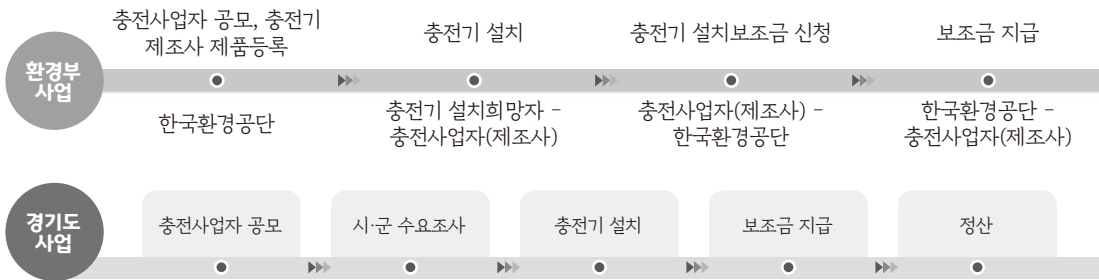 충전사업자 공모, 충전기
제조사 제품등록
충전기 설치
충전기 설치보조금 신청
보조금 지급
환경부
사업
한국환경공단
충전기 설치희망자 -
충전사업자(제조사)
충전사업자(제조사) -
한국환경공단
한국환경공단 -
충전사업자(제조사)
경기도
사업
충전사업자 공모
시·군 수요조사
충전기 설치
보조금 지급
정산